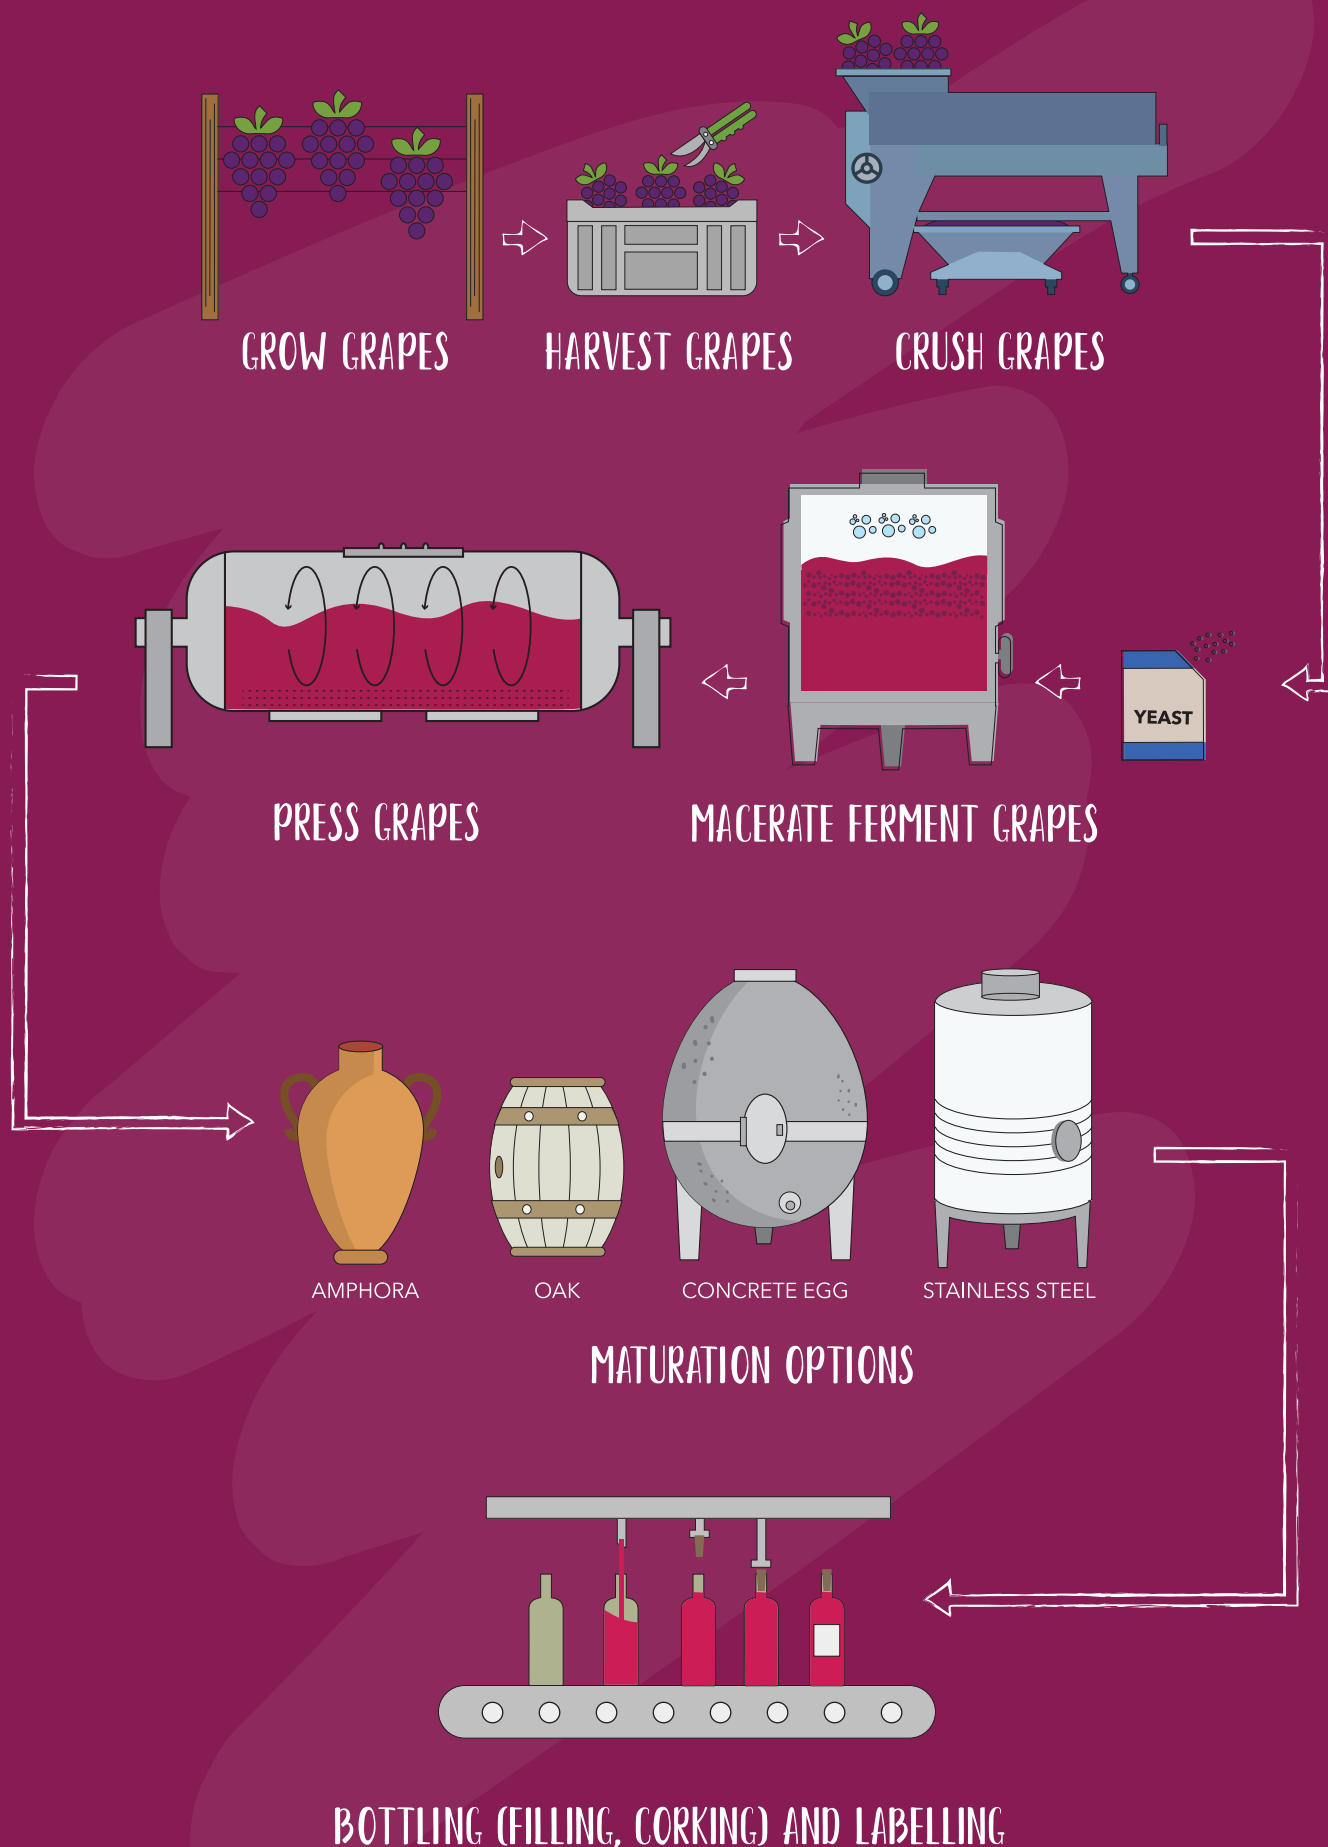 GROW GRAPES
HARVEST GRAPES
CRUSH GRAPES
YEAST
MACERATE FERMENT GRAPES
PRESS GRAPES
AMPHORA
OAK
CONCRETE EGG
STAINLESS STEEL
MATURATION OPTIONS
BOTTLING (FILLING, CORKING) AND LABELLING